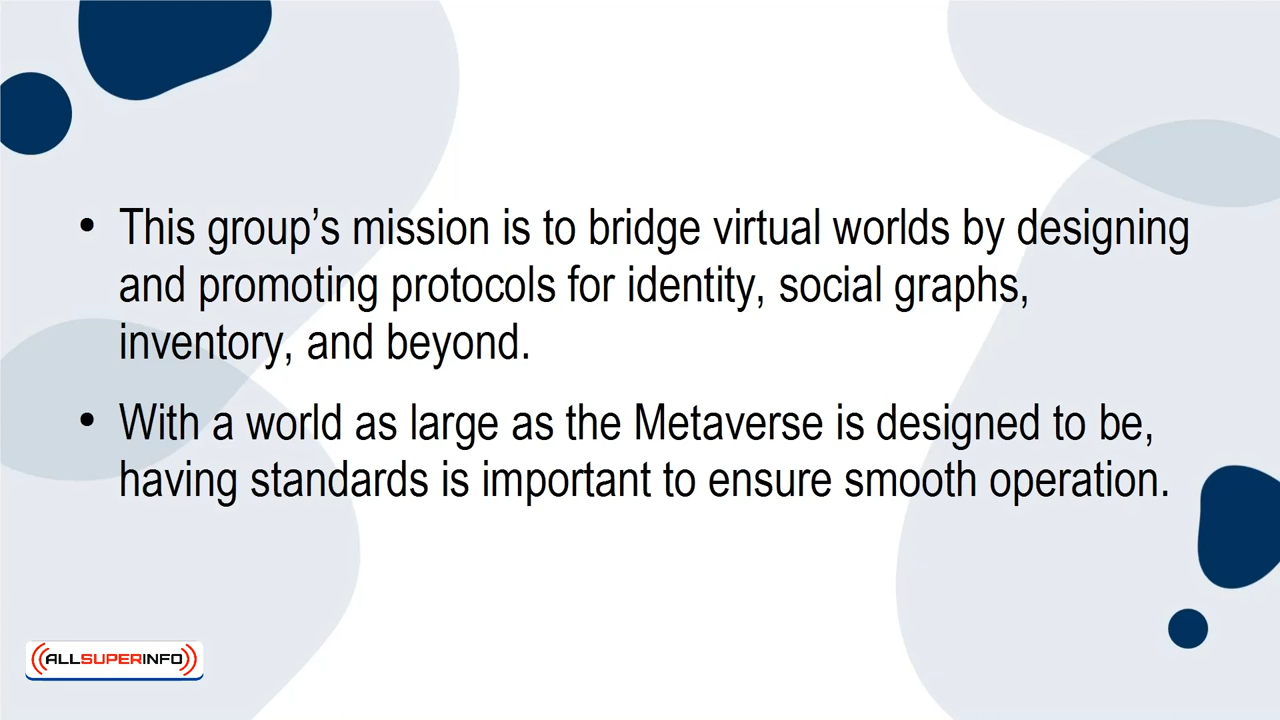 • This group’s mission is to bridge virtual worlds by designing
and promoting protocols for identity, social graphs,
inventory, and beyond.
• With a world as large as the Metaverse is designed to be,
having standards is important to ensure smooth operation.
ALLSUPERINFO